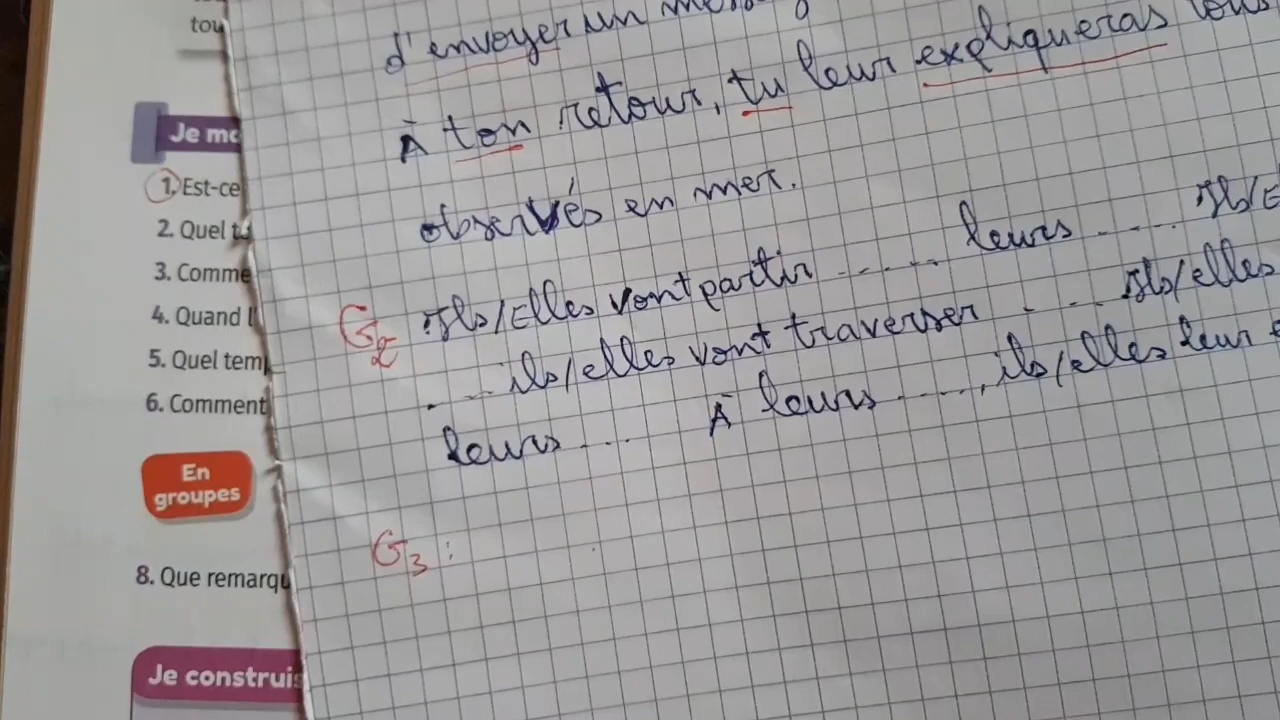 tou
Je mo
1. Est-ce
2. Quel
3. Comme
4. Quand l'
5. Quel tem
6. Comment
En
groupes
8. Que remarqu
Je construis
d'envoyer un
À ton retour, tu leur expliqueras
observés en mer.
G2 Ils/Elles vont partir ..... leurs ..... Ils/E
..... ils/elles vont traverser .... Ils/elles
leurs .... À leurs ....., ils/elles leur
G3 :